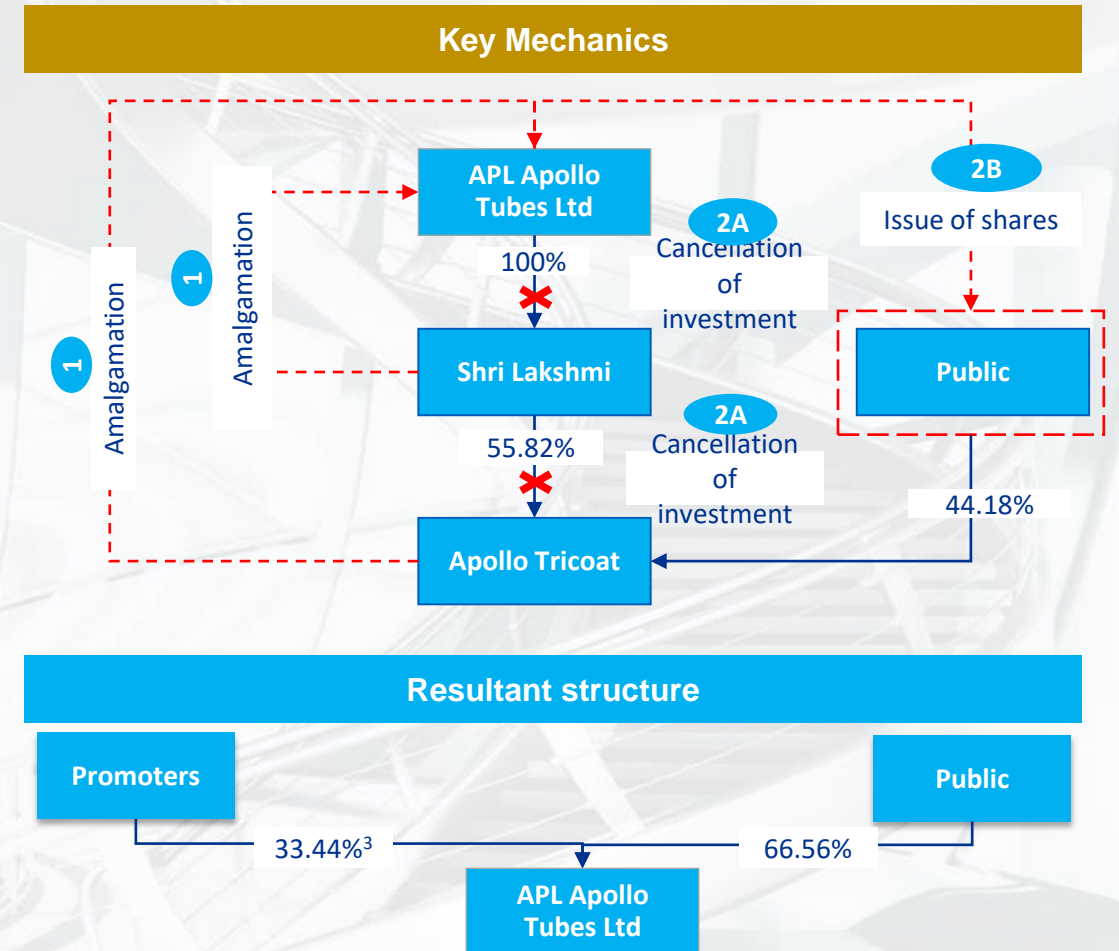 Key Mechanics
APL Apollo
Tubes Ltd
2B
Issue of shares
2A
Cancellation
of
investment
100%
1
Amalgamation
1
Amalgamation
Shri Lakshmi
Public
2A
Cancellation
of
investment
55.82%
44.18%
Apollo Tricoat
Resultant structure
Promoters
Public
33.44%3
66.56%
APL Apollo
Tubes Ltd